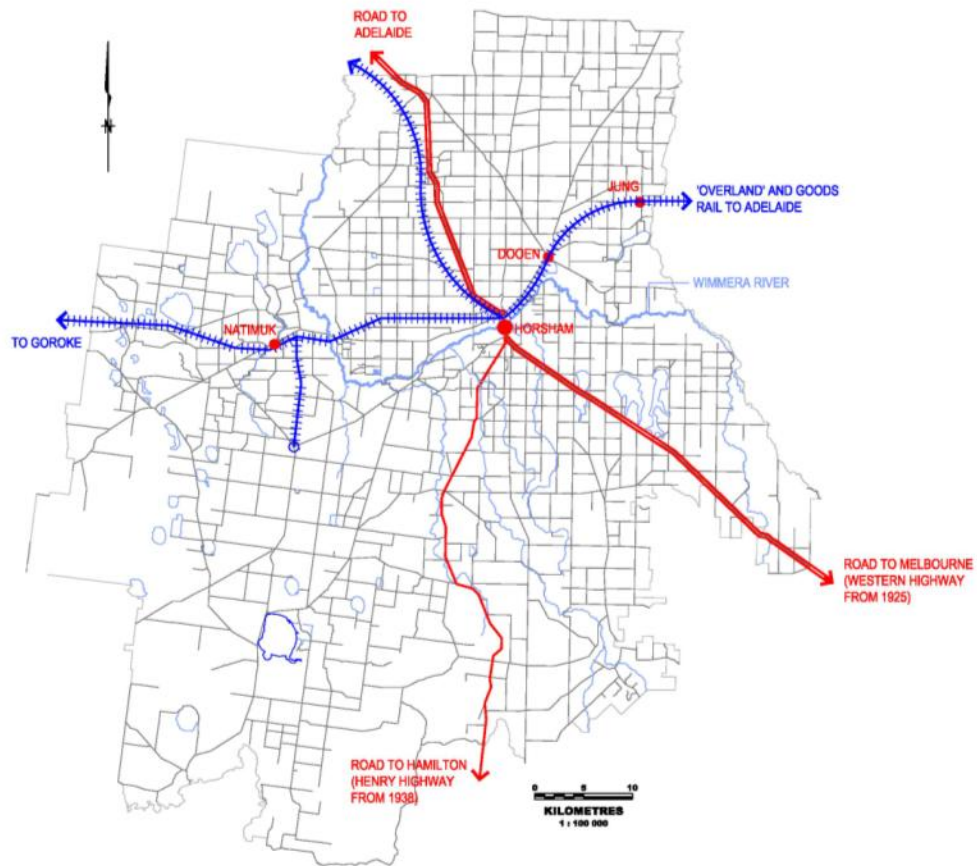 ROAD TO
ADELAIDE
JUNG
'OVERLAND' AND GOODS
RAIL TO ADELAIDE
DOOEN
WIMMERA RIVER
NATIMUK
HORSHAM
TO GOROKE
ROAD TO MELBOURNE
(WESTERN HIGHWAY
FROM 1925)
ROAD TO HAMILTON
(HENRY HIGHWAY
FROM 1938)
0 5 10
KILOMETRES
1 : 100 000
N